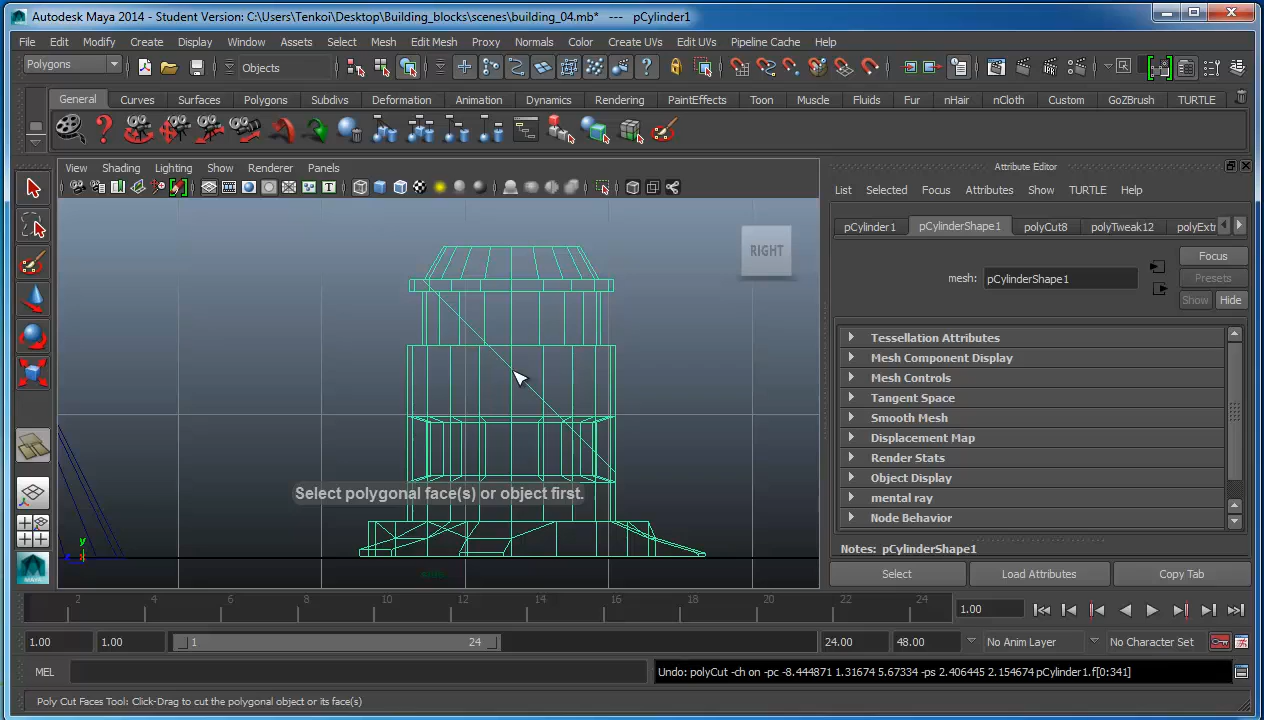 Autodesk Maya 2014 - Student Version: C:\Users\Tenkoi\Desktop\Building_blocks\scenes\building_04.mb* --- pCylinder1
File Edit Modify Create Display Window Assets Select Mesh Edit Mesh Proxy Normals Color Create UVs Edit UVs Pipeline Cache Help
Polygons Objects
General Curves Surfaces Polygons Subdivs Deformation Animation Dynamics Rendering PaintEffects Toon Muscle Fluids Fur nHair nCloth Custom GoZBrush TURTLE
View Shading Lighting Show Renderer Panels
Attribute Editor
List Selected Focus Attributes Show TURTLE Help
pCylinder1 pCylinderShape1 polyCut8 polyTweak12 polyExtr
RIGHT
Focus
mesh: pCylinderShape1
Presets
Show Hide
Tessellation Attributes
Mesh Component Display
Mesh Controls
Tangent Space
Smooth Mesh
Displacement Map
Render Stats
Object Display
mental ray
Node Behavior
Select polygonal face(s) or object first.
y
Notes: pCylinderShape1
Select Load Attributes Copy Tab
2 4 6 8 10 12 14 16 18 20 22 24
1.00
1.00 1.00 1 24 24.00 48.00 No Anim Layer No Character Set
MEL Undo: polyCut -ch on -pc -8.444871 1.31674 5.67334 -ps 2.406445 2.154674 pCylinder1.f[0:341]
Poly Cut Faces Tool: Click-Drag to cut the polygonal object or its face(s)